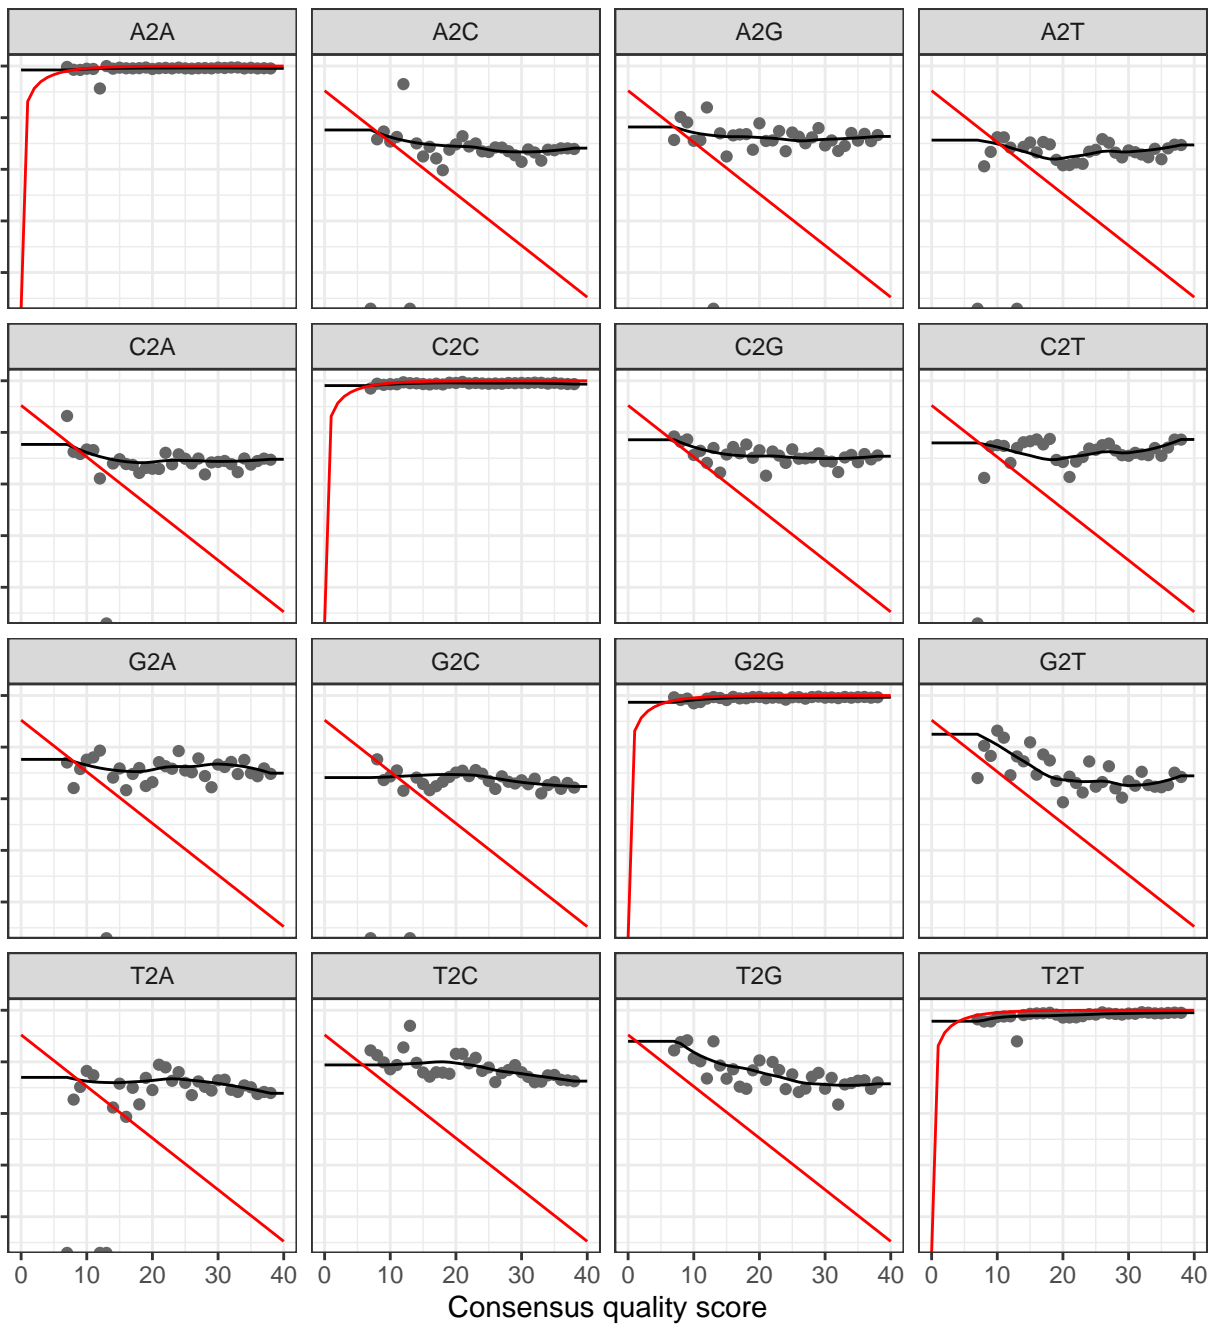 A2A A2C A2G A2T
C2A C2C C2G C2T
G2A G2C G2G G2T
T2A T2C T2G T2T
0 10 20 30 40 0 10 20 30 40 0 10 20 30 40 0 10 20 30 40
Consensus quality score